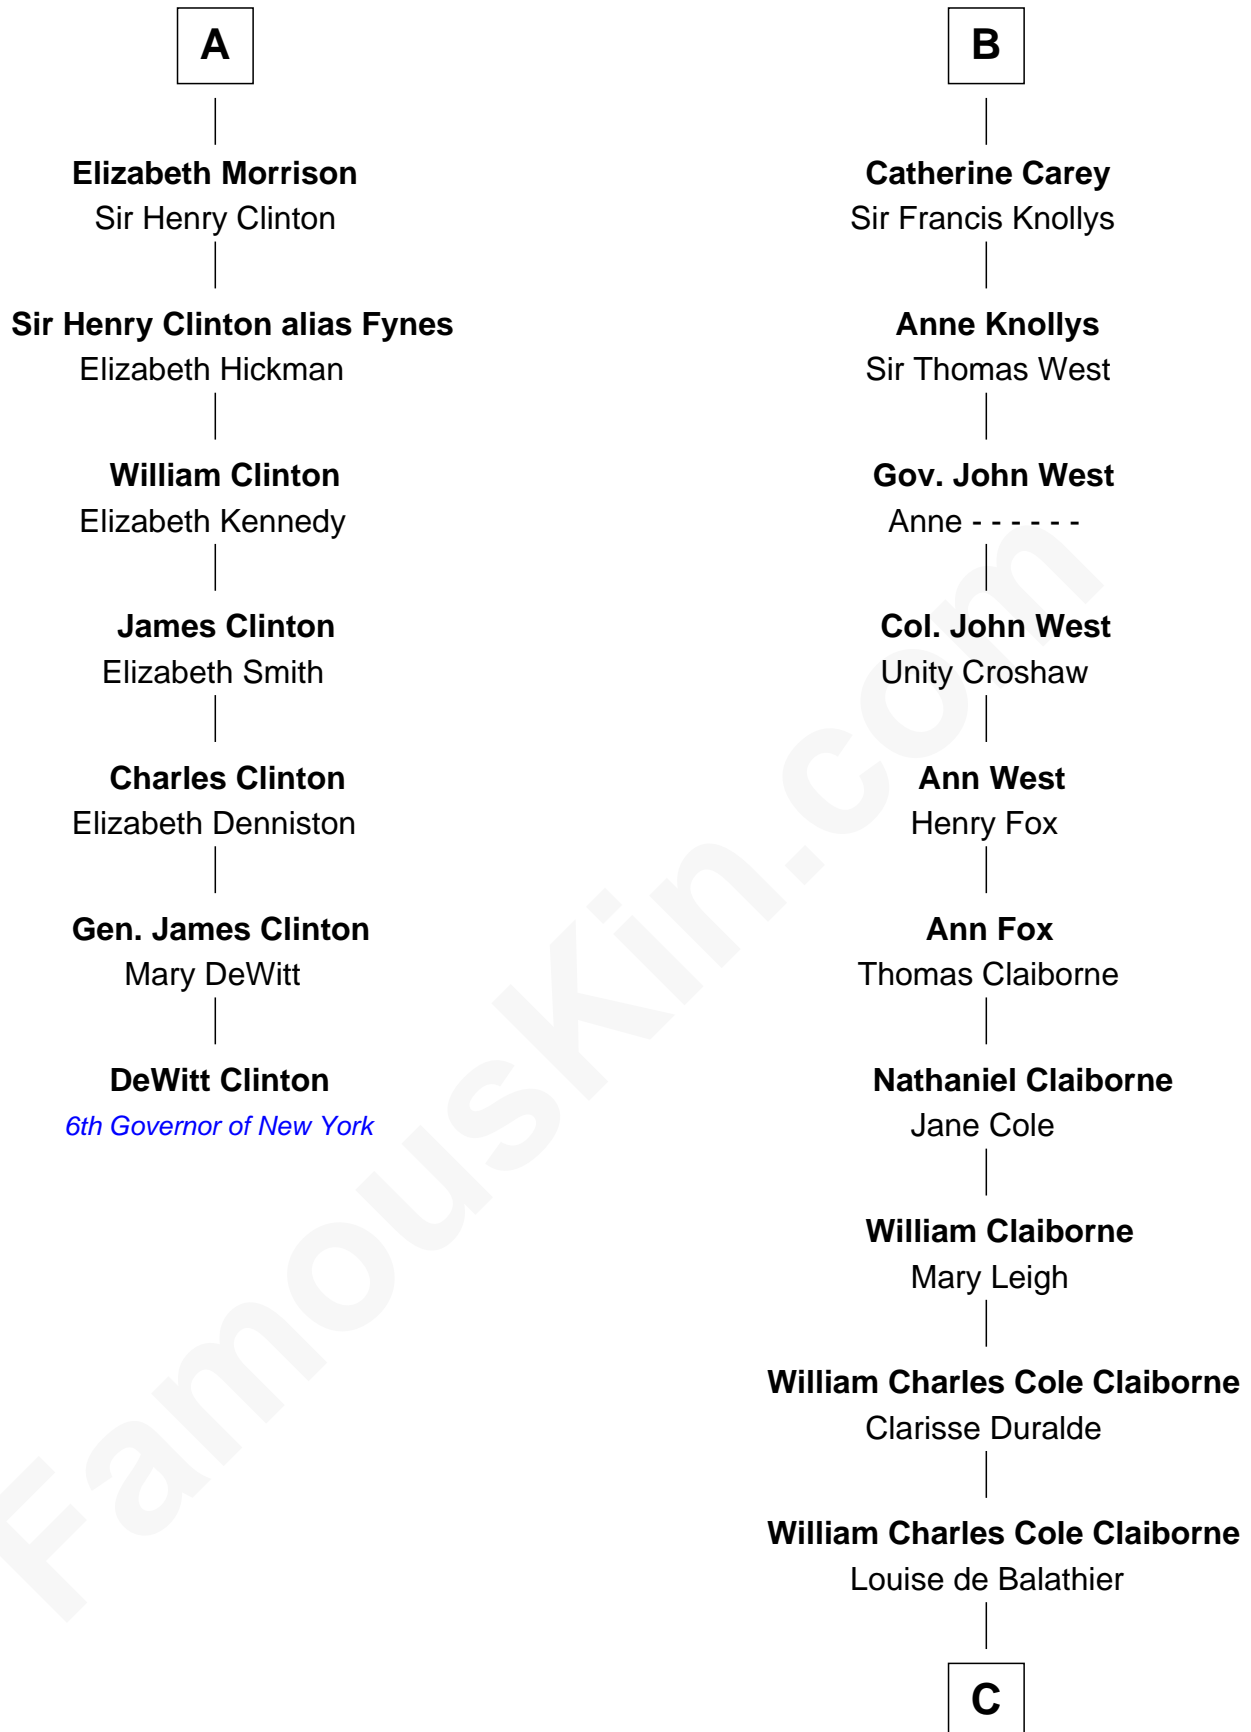 A
Elizabeth Morrison
Sir Henry Clinton
Sir Henry Clinton alias Fynes
Elizabeth Hickman
William Clinton
Elizabeth Kennedy
James Clinton
Elizabeth Smith
Charles Clinton
Elizabeth Denniston
Gen. James Clinton
Mary DeWitt
DeWitt Clinton
6th Governor of New York
B
Catherine Carey
Sir Francis Knollys
Anne Knollys
Sir Thomas West
Gov. John West
Anne - - - - - -
Col. John West
Unity Croshaw
Ann West
Henry Fox
Ann Fox
Thomas Claiborne
Nathaniel Claiborne
Jane Cole
William Claiborne
Mary Leigh
William Charles Cole Claiborne
Clarisse Duralde
William Charles Cole Claiborne
Louise de Balathier
C
FamousKin.com